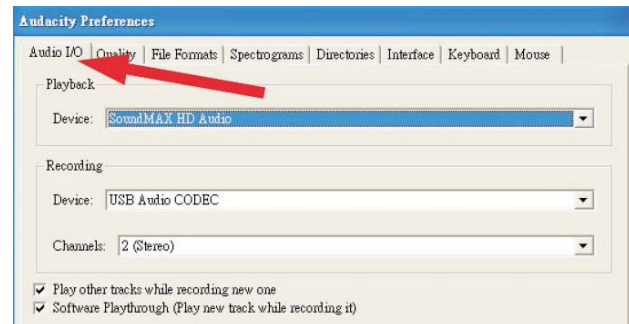 Audacity Preferences
Audio I/O | Quality | File Formats | Spectrograms | Directories | Interface | Keyboard | Mouse |
Playback
Device: SoundMAX HD Audio
Recording
Device: USB Audio CODEC
Channels: 2 (Stereo)
Play other tracks while recording new one
Software Playthrough (Play new track while recording it)